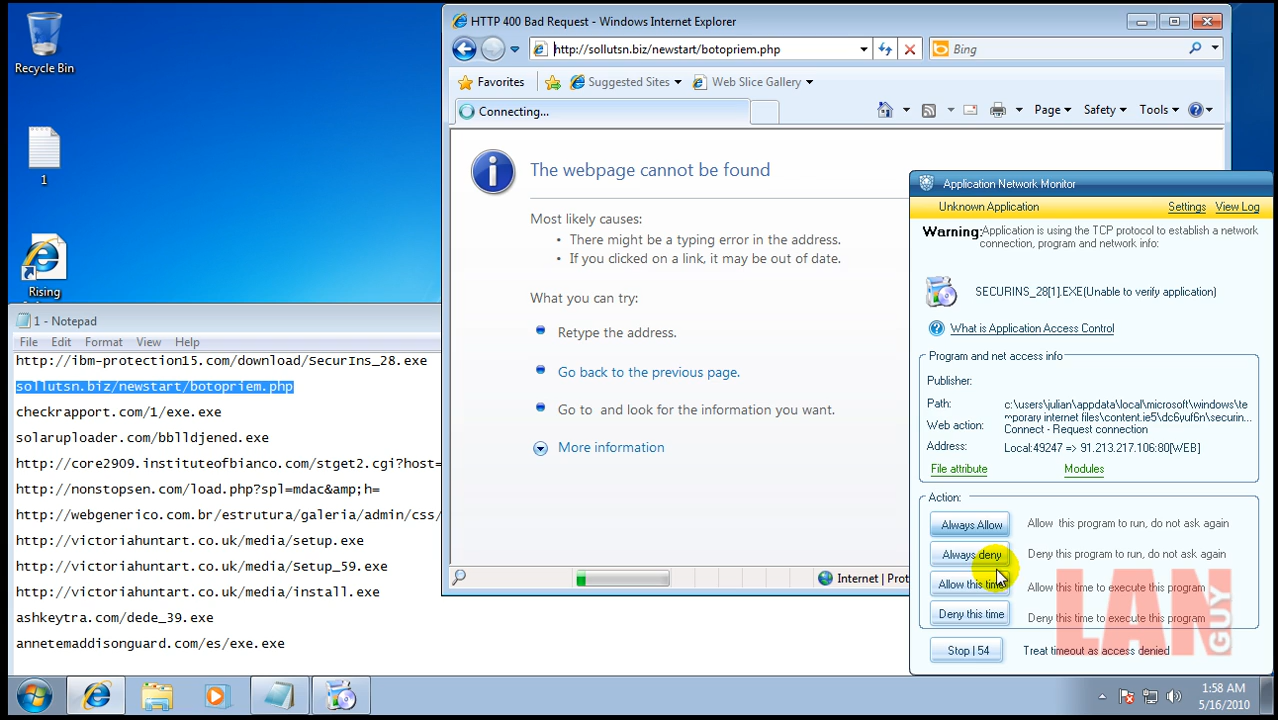 Recycle Bin
1
Rising
HTTP 400 Bad Request - Windows Internet Explorer
http://sollutsn.biz/newstart/botopriem.php
Bing
Favorites
Suggested Sites
Web Slice Gallery
Connecting...
Page
Safety
Tools
The webpage cannot be found
Most likely causes:
• There might be a typing error in the address.
• If you clicked on a link, it may be out of date.
What you can try:
Retype the address.
Go back to the previous page.
Go to and look for the information you want.
More information
Internet | Prot
1 - Notepad
File Edit Format View Help
http://ibm-protection15.com/download/SecurIns_28.exe
sollutsn.biz/newstart/botopriem.php
checkrapport.com/1/exe.exe
solaruploader.com/bblldjened.exe
http://core2909.instituteofbianco.com/stget2.cgi?host=
http://nonstopsen.com/load.php?spl=mdac&amp;h=
http://webgenerico.com.br/estrutura/galeria/admin/css/
http://victoriahuntart.co.uk/media/setup.exe
http://victoriahuntart.co.uk/media/Setup_59.exe
http://victoriahuntart.co.uk/media/install.exe
ashkeytra.com/dede_39.exe
annetemaddisonguard.com/es/exe.exe
Application Network Monitor
Unknown Application
Settings
View Log
Warning:Application is using the TCP protocol to establish a network
connection, program and network info:
SECURINS_28[1].EXE(Unable to verify application)
What is Application Access Control
Program and net access info
Publisher:
Path: c:\users\julian\appdata\local\microsoft\windows\te
mporary internet files\content.ie5\dc6yuf6n\securin...
Web action: Connect - Request connection
Address: Local:49247 => 91.213.217.106:80[WEB]
File attribute
Modules
Action:
Always Allow
Allow this program to run, do not ask again
Always deny
Deny this program to run, do not ask again
Allow this time
Allow this time to execute this program
Deny this time
Deny this time to execute this program
Stop | 54
Treat timeout as access denied
LAN
GUY
1:58 AM
5/16/2010